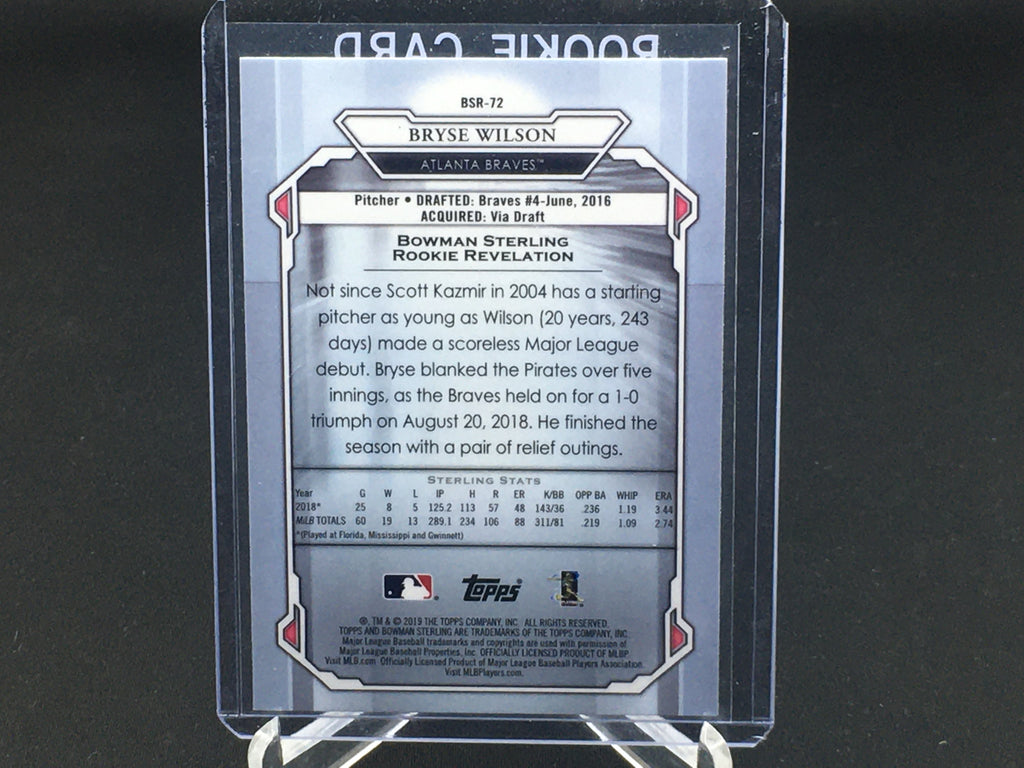 ROOKIE CARD
BSR-72
BRYSE WILSON
ATLANTA BRAVES™
Pitcher • DRAFTED: Braves #4-June, 2016
ACQUIRED: Via Draft
BOWMAN STERLING
ROOKIE REVELATION
Not since Scott Kazmir in 2004 has a starting
pitcher as young as Wilson (20 years, 243
days) made a scoreless Major League
debut. Bryse blanked the Pirates over five
innings, as the Braves held on for a 1-0
triumph on August 20, 2018. He finished the
season with a pair of relief outings.
STERLING STATS
Year G W L IP H R ER K/BB OPP BA WHIP ERA
2018* 25 8 5 125.2 113 57 48 143/36 .236 1.19 3.44
MiLB TOTALS 60 19 13 289.1 234 106 88 311/81 .219 1.09 2.74
*(Played at Florida, Mississippi and Gwinnett)
topps
®, TM & © 2019 THE TOPPS COMPANY, INC. ALL RIGHTS RESERVED.
TOPPS AND BOWMAN STERLING ARE TRADEMARKS OF THE TOPPS COMPANY, INC.
Major League Baseball trademarks and copyrights are used with permission of
Major League Baseball Properties, Inc. OFFICIALLY LICENSED PRODUCT OF MLBP
Visit MLB.com Officially Licensed Product of Major League Baseball Players Association.
Visit MLBPlayers.com.